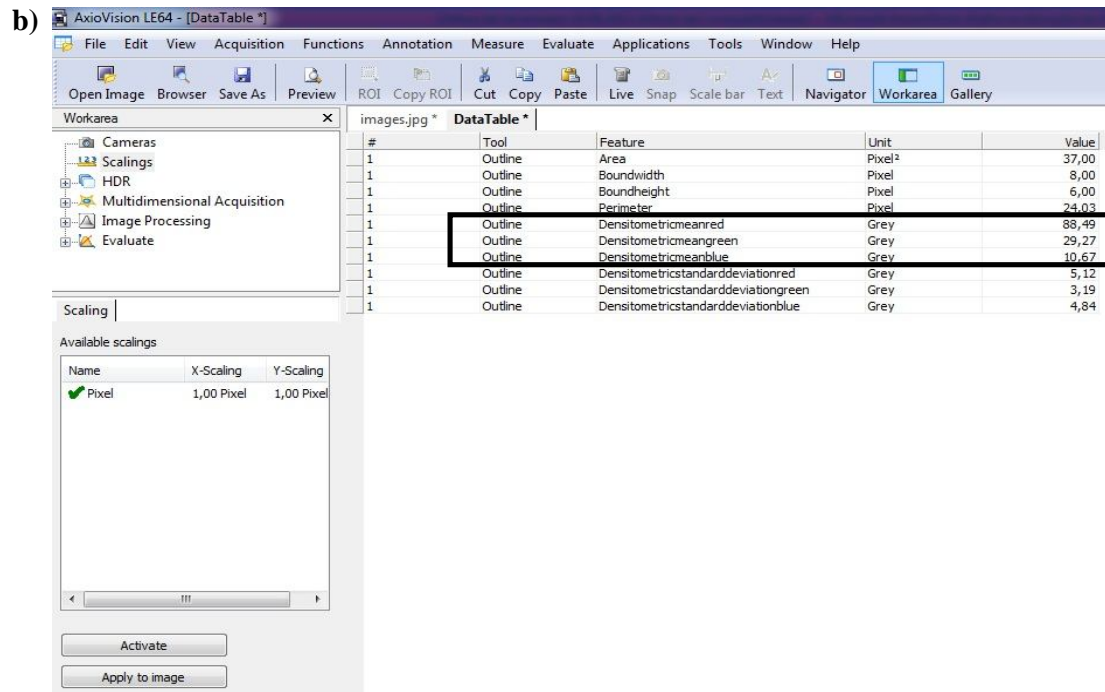 b)
AxioVision LE64 - [DataTable *]
File Edit View Acquisition Functions Annotation Measure Evaluate Applications Tools Window Help
Open Image Browser Save As Preview ROI Copy ROI Cut Copy Paste Live Snap Scale bar Text Navigator Workarea Gallery
Workarea x
Cameras
123 Scalings
HDR
Multidimensional Acquisition
Image Processing
Evaluate
Scaling
Available scalings
Name X-Scaling Y-Scaling
Pixel 1,00 Pixel 1,00 Pixel
Activate
Apply to image
images.jpg * DataTable *
# Tool Feature Unit Value
1 Outline Area Pixel² 37,00
1 Outline Boundwidth Pixel 8,00
1 Outline Boundheight Pixel 6,00
1 Outline Perimeter Pixel 24,03
1 Outline Densitometricmeanred Grey 88,49
1 Outline Densitometricmeangreen Grey 29,27
1 Outline Densitometricmeanblue Grey 10,67
1 Outline Densitometricstandarddeviationred Grey 5,12
1 Outline Densitometricstandarddeviationgreen Grey 3,19
1 Outline Densitometricstandarddeviationblue Grey 4,84